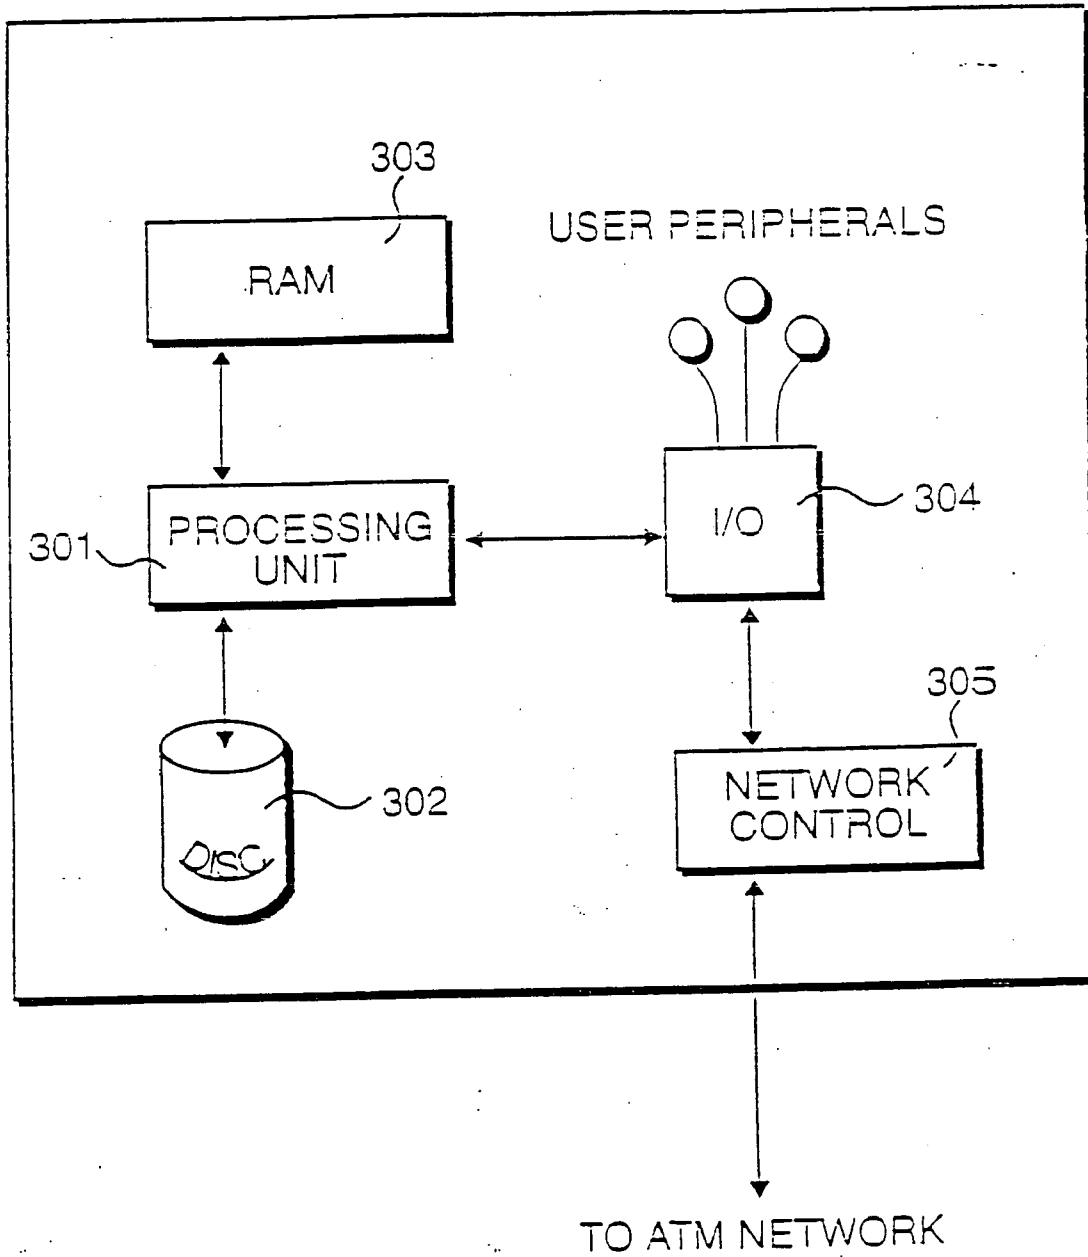 303
USER PERIPHERALS
RAM
304
I/O
301
PROCESSING
UNIT
305
NETWORK
CONTROL
302
DISC
TO ATM NETWORK